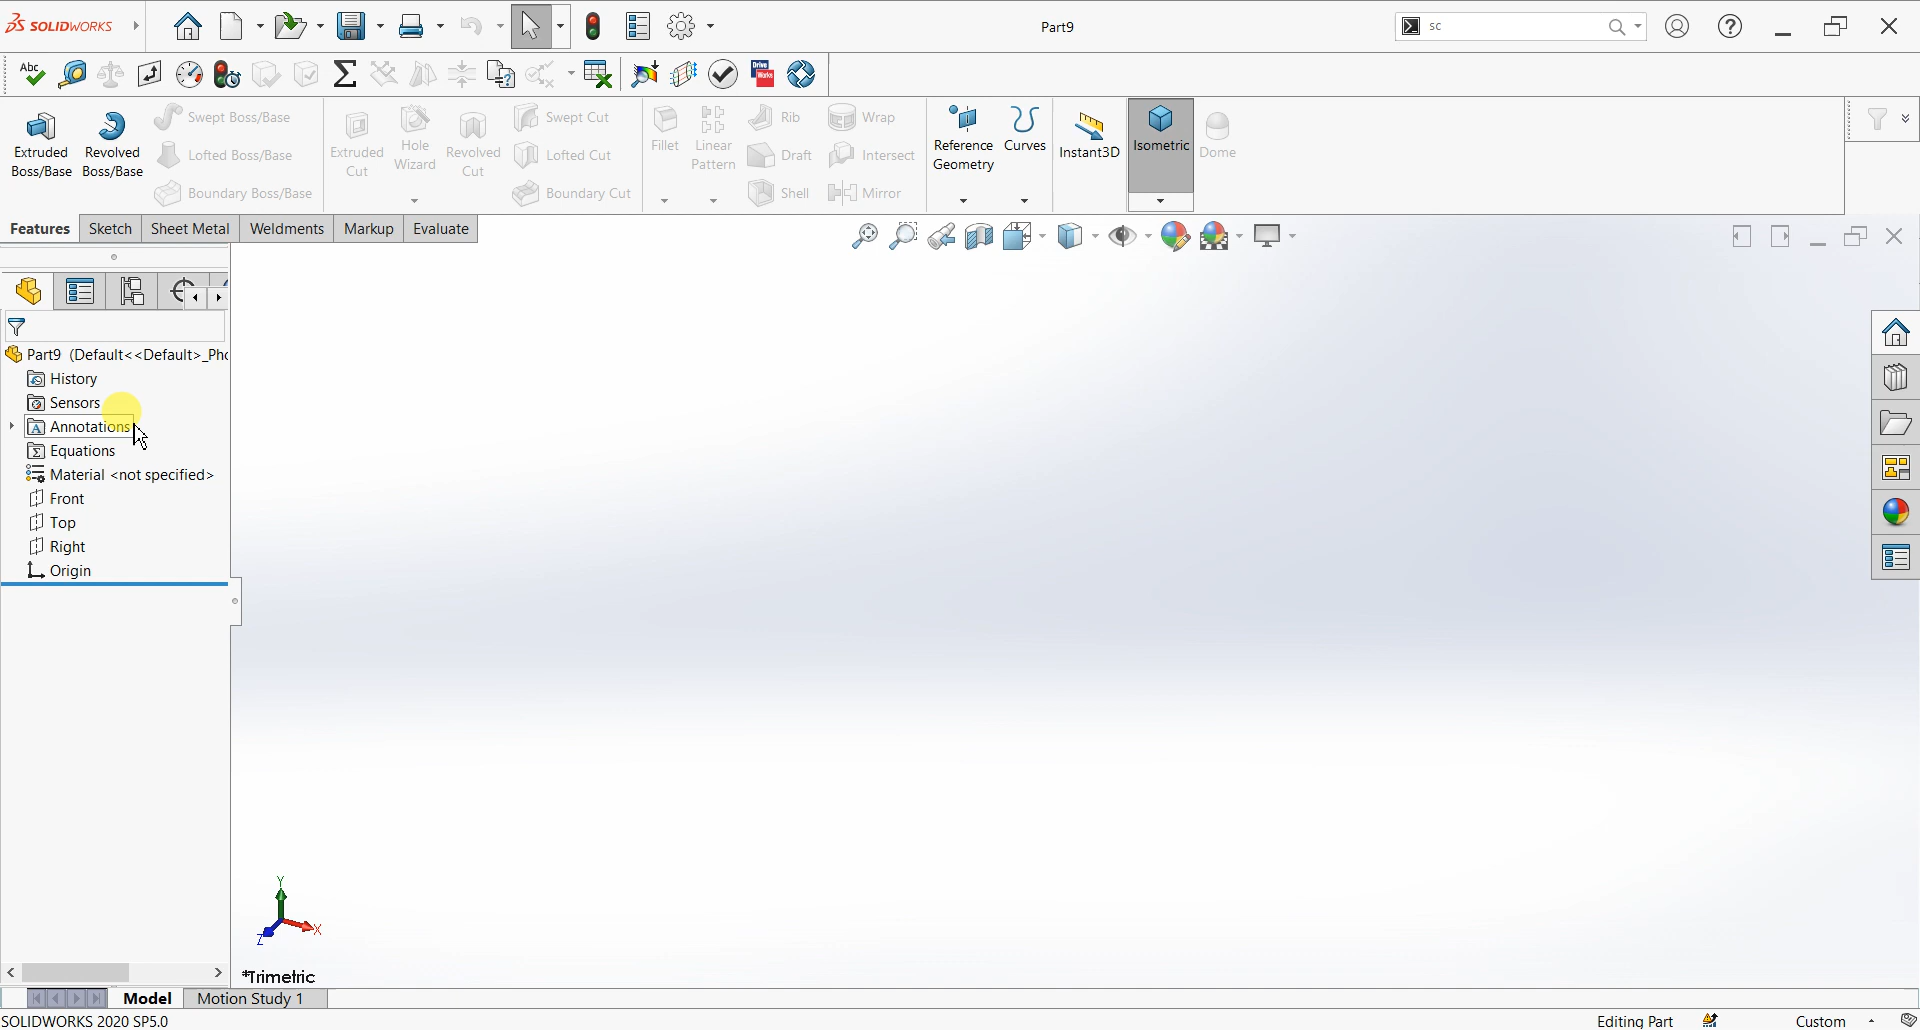 SOLIDWORKS
Part9
sc
Abc
Drive
Works
Extruded Boss/Base
Revolved Boss/Base
Swept Boss/Base
Lofted Boss/Base
Boundary Boss/Base
Extruded Cut
Hole Wizard
Revolved Cut
Swept Cut
Lofted Cut
Boundary Cut
Fillet
Linear Pattern
Rib
Draft
Shell
Wrap
Intersect
Mirror
Reference Geometry
Curves
Instant3D
Isometric
Dome
Features
Sketch
Sheet Metal
Weldments
Markup
Evaluate
Part9 (Default<<Default>_Pho
History
Sensors
A Annotations
Equations
Material <not specified>
Front
Top
Right
Origin
Y
X
Z
*Trimetric
Model
Motion Study 1
SOLIDWORKS 2020 SP5.0
Editing Part
Custom